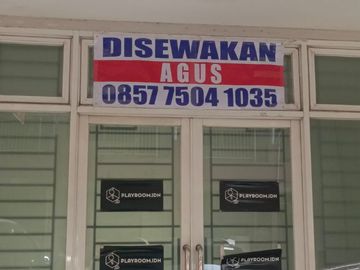 DISEWAKAN
AGUS
0857 7504 1035
PLAYROOM.IDN
PLAYROOM.IDN
PLAYROOM.IDN
PLAYROOM.IDN